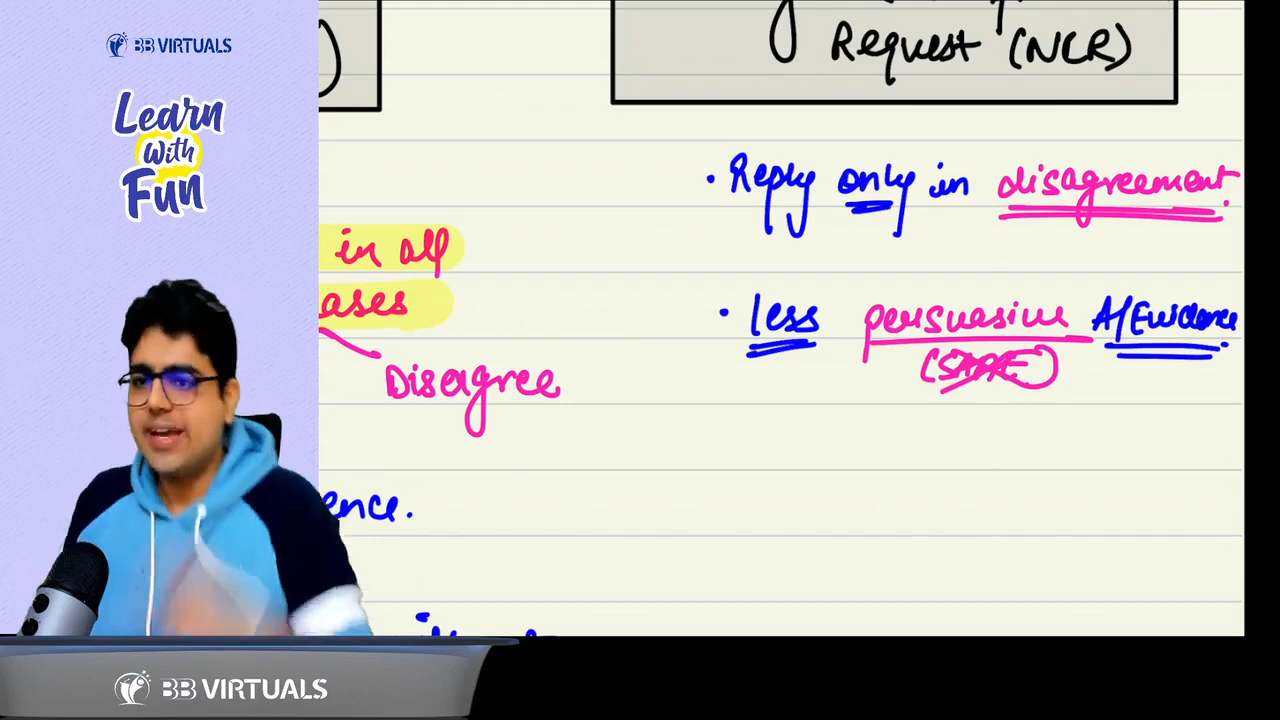 BB VIRTUALS
Learn
With
Fun
Request (NCR)
. Reply only in disagreement.
in all
ases
. less persuasive A/Evidence
Disagree
ence.
BB VIRTUALS